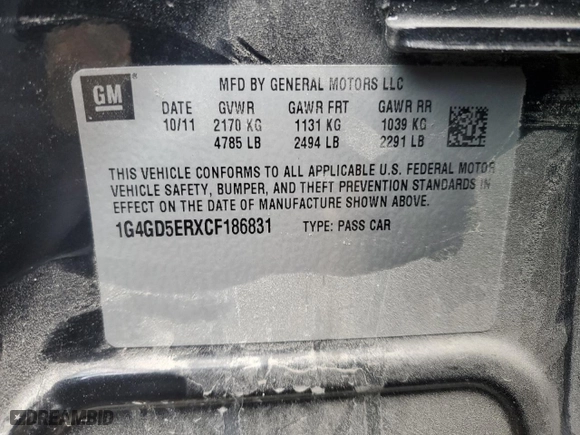 GM
MFD BY GENERAL MOTORS LLC
DATE GVWR GAWR FRT GAWR RR
10/11 2170 KG 1131 KG 1039 KG
4785 LB 2494 LB 2291 LB
THIS VEHICLE CONFORMS TO ALL APPLICABLE U.S. FEDERAL MOTOR
VEHICLE SAFETY, BUMPER, AND THEFT PREVENTION STANDARDS IN
EFFECT ON THE DATE OF MANUFACTURE SHOWN ABOVE.
1G4GD5ERXCF186831 TYPE: PASS CAR
DREAMBID